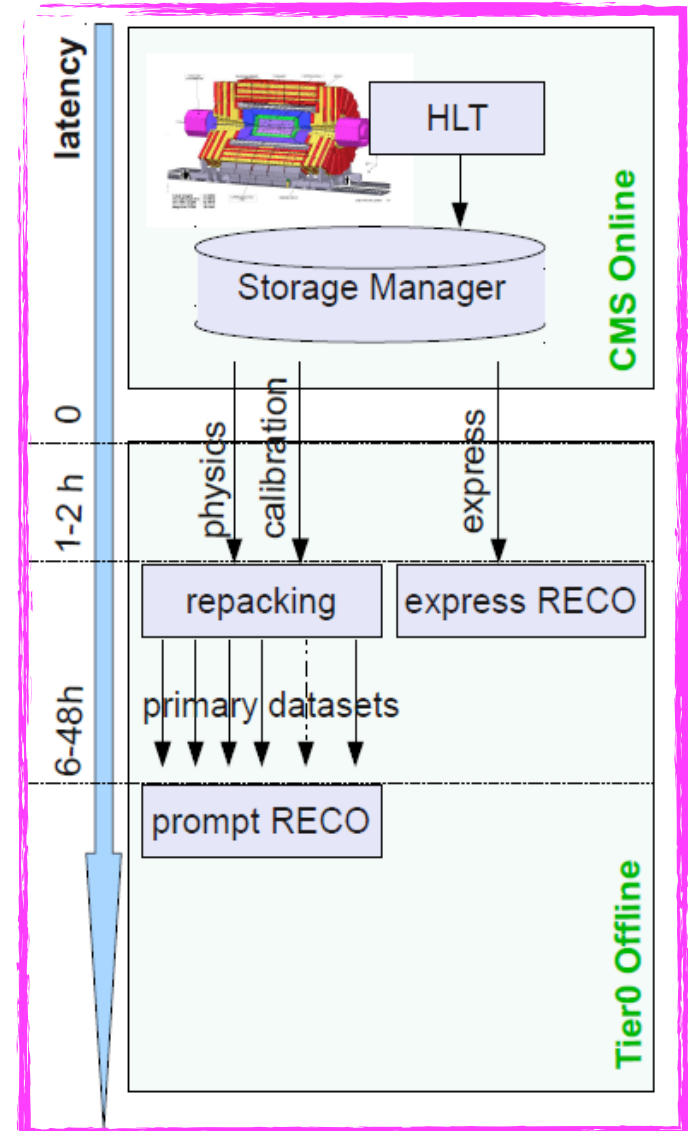 latency
HLT
Storage Manager
CMS Online
0
physics
calibration
express
1-2 h
repacking
express RECO
primary datasets
6-48h
prompt RECO
Tier0 Offline